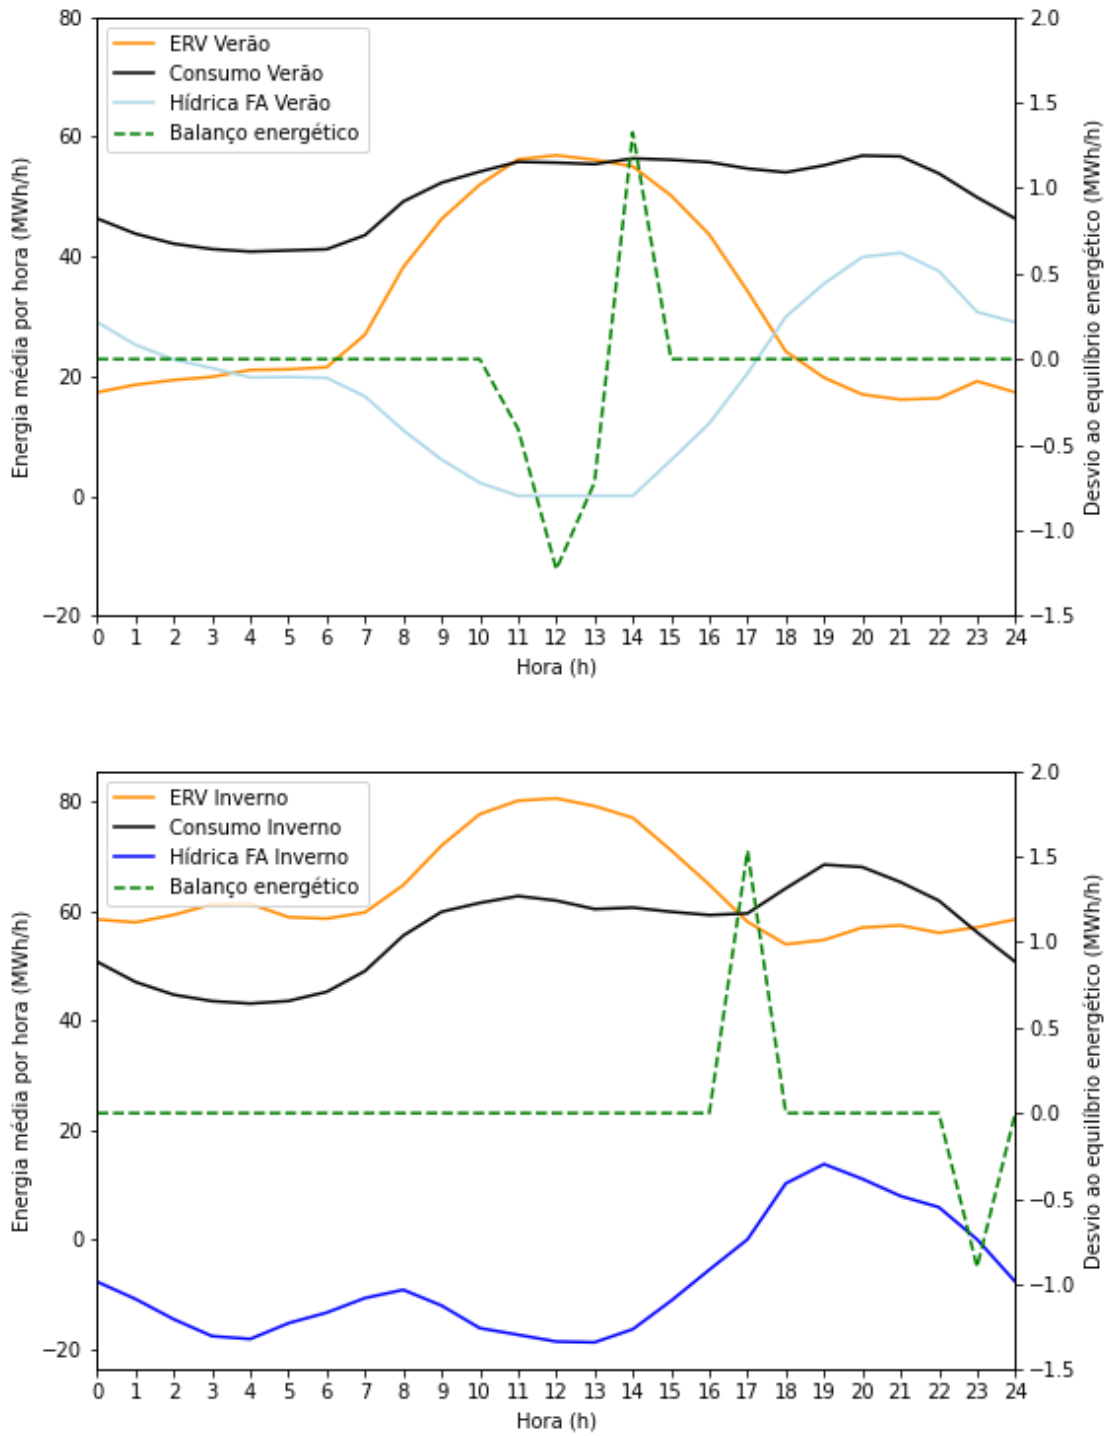 80
60
40
20
0
−20
Energia média por hora (MWh/h)
ERV Verão
Consumo Verão
Hídrica FA Verão
Balanço energético
2.0
1.5
1.0
0.5
0.0
−0.5
−1.0
−1.5
Desvio ao equilíbrio energético (MWh/h)
0 1 2 3 4 5 6 7 8 9 10 11 12 13 14 15 16 17 18 19 20 21 22 23 24
Hora (h)
80
60
40
20
0
−20
Energia média por hora (MWh/h)
ERV Inverno
Consumo Inverno
Hídrica FA Inverno
Balanço energético
2.0
1.5
1.0
0.5
0.0
−0.5
−1.0
−1.5
Desvio ao equilíbrio energético (MWh/h)
0 1 2 3 4 5 6 7 8 9 10 11 12 13 14 15 16 17 18 19 20 21 22 23 24
Hora (h)